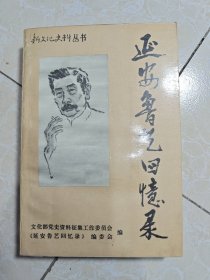 新文化史料丛书
延安鲁艺回憶录
文化部党史资料征集工作委员会
《延安鲁艺回忆录》编委会
编